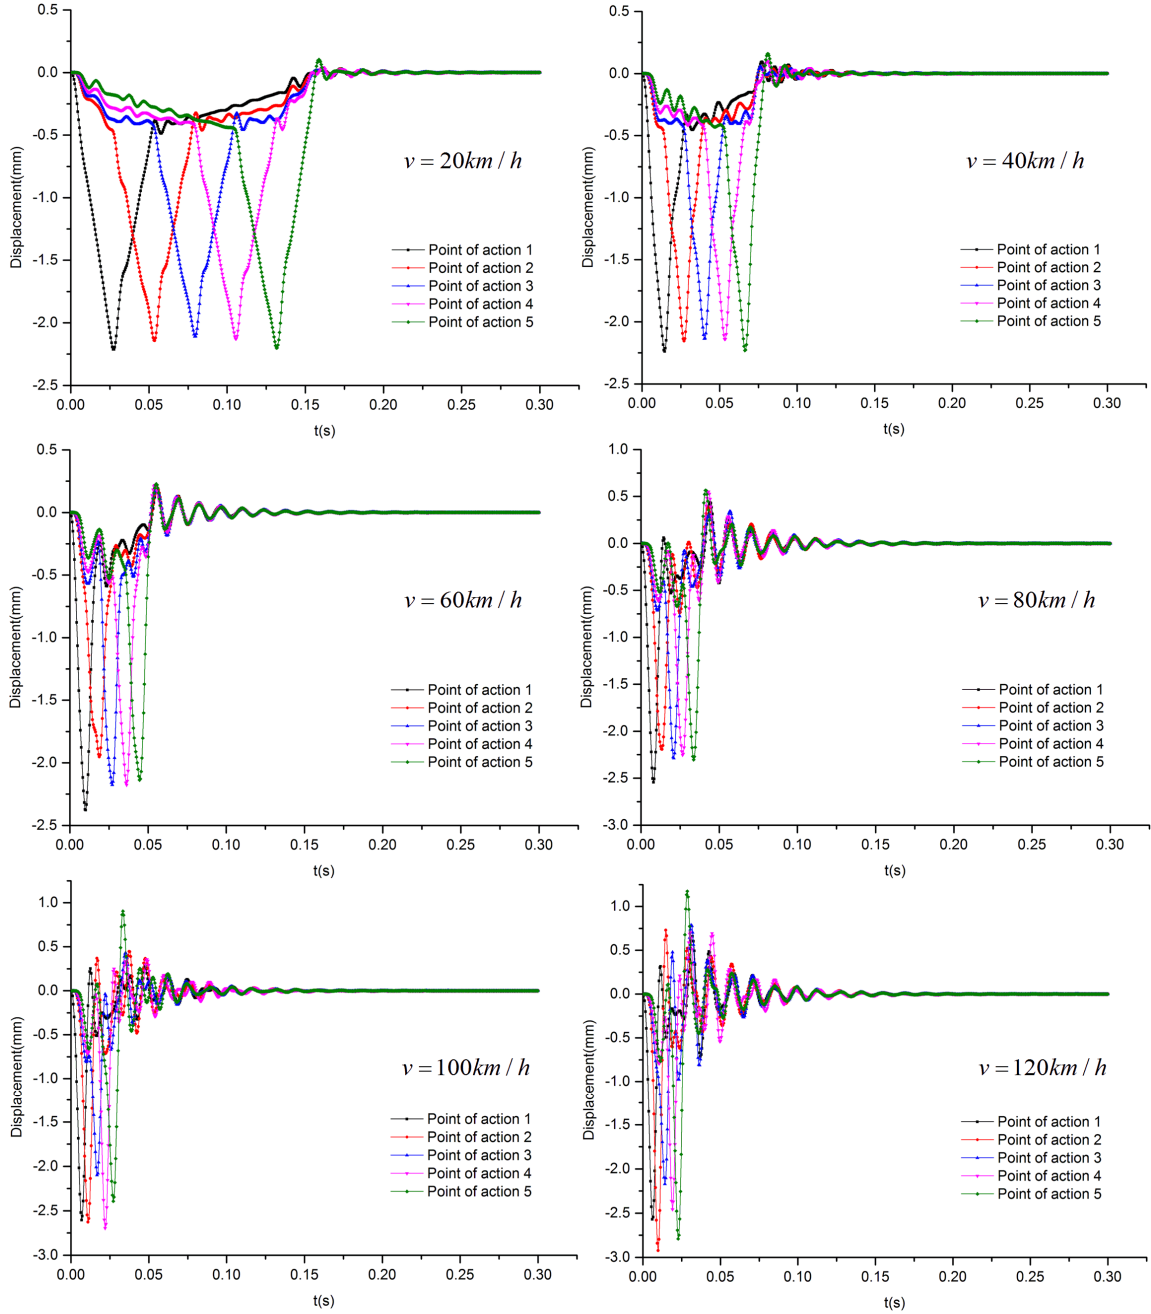 0.5
0.0
-0.5
-1.0
-1.5
-2.0
-2.5
Displacement(mm)
v = 20km / h
Point of action 1
Point of action 2
Point of action 3
Point of action 4
Point of action 5
0.00 0.05 0.10 0.15 0.20 0.25 0.30
t(s)
0.5
0.0
-0.5
-1.0
-1.5
-2.0
-2.5
Displacement(mm)
v = 40km / h
Point of action 1
Point of action 2
Point of action 3
Point of action 4
Point of action 5
0.00 0.05 0.10 0.15 0.20 0.25 0.30
t(s)
0.5
0.0
-0.5
-1.0
-1.5
-2.0
-2.5
Displacement(mm)
v = 60km / h
Point of action 1
Point of action 2
Point of action 3
Point of action 4
Point of action 5
0.00 0.05 0.10 0.15 0.20 0.25 0.30
t(s)
1.0
0.5
0.0
-0.5
-1.0
-1.5
-2.0
-2.5
-3.0
Displacement(mm)
v = 80km / h
Point of action 1
Point of action 2
Point of action 3
Point of action 4
Point of action 5
0.00 0.05 0.10 0.15 0.20 0.25 0.30
t(s)
1.0
0.5
0.0
-0.5
-1.0
-1.5
-2.0
-2.5
-3.0
Displacement(mm)
v = 100km / h
Point of action 1
Point of action 2
Point of action 3
Point of action 4
Point of action 5
0.00 0.05 0.10 0.15 0.20 0.25 0.30
t(s)
1.0
0.5
0.0
-0.5
-1.0
-1.5
-2.0
-2.5
-3.0
Displacement(mm)
v = 120km / h
Point of action 1
Point of action 2
Point of action 3
Point of action 4
Point of action 5
0.00 0.05 0.10 0.15 0.20 0.25 0.30
t(s)